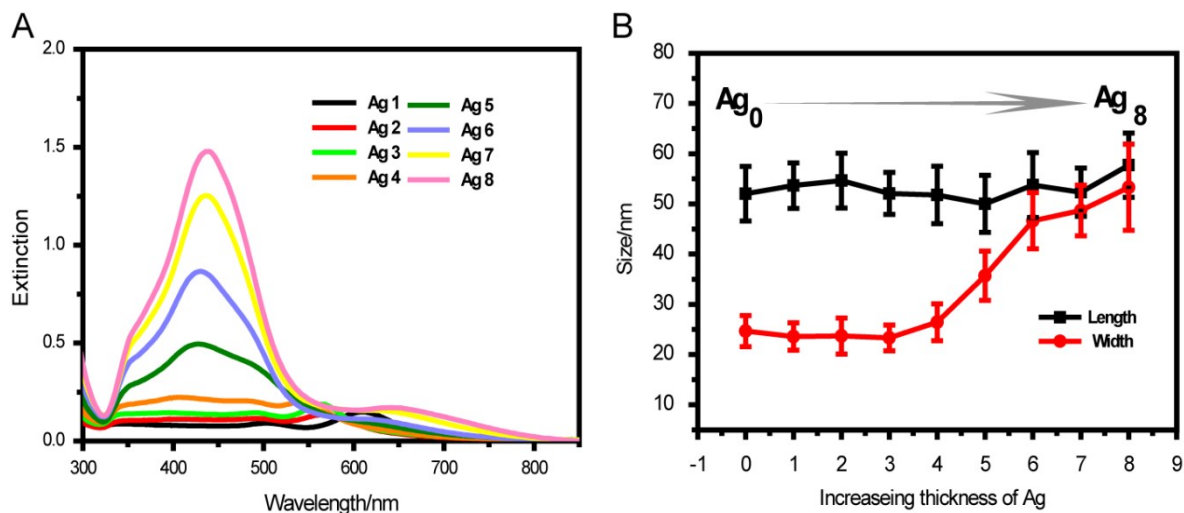 A
2.0
1.5
1.0
0.5
0.0
Extinction
300 400 500 600 700 800
Wavelength/nm
Ag 1 Ag 5
Ag 2 Ag 6
Ag 3 Ag 7
Ag 4 Ag 8
B
80
70
60
50
40
30
20
10
Size/nm
Ag0 Ag8
Length
Width
-1 0 1 2 3 4 5 6 7 8 9
Increaseing thickness of Ag